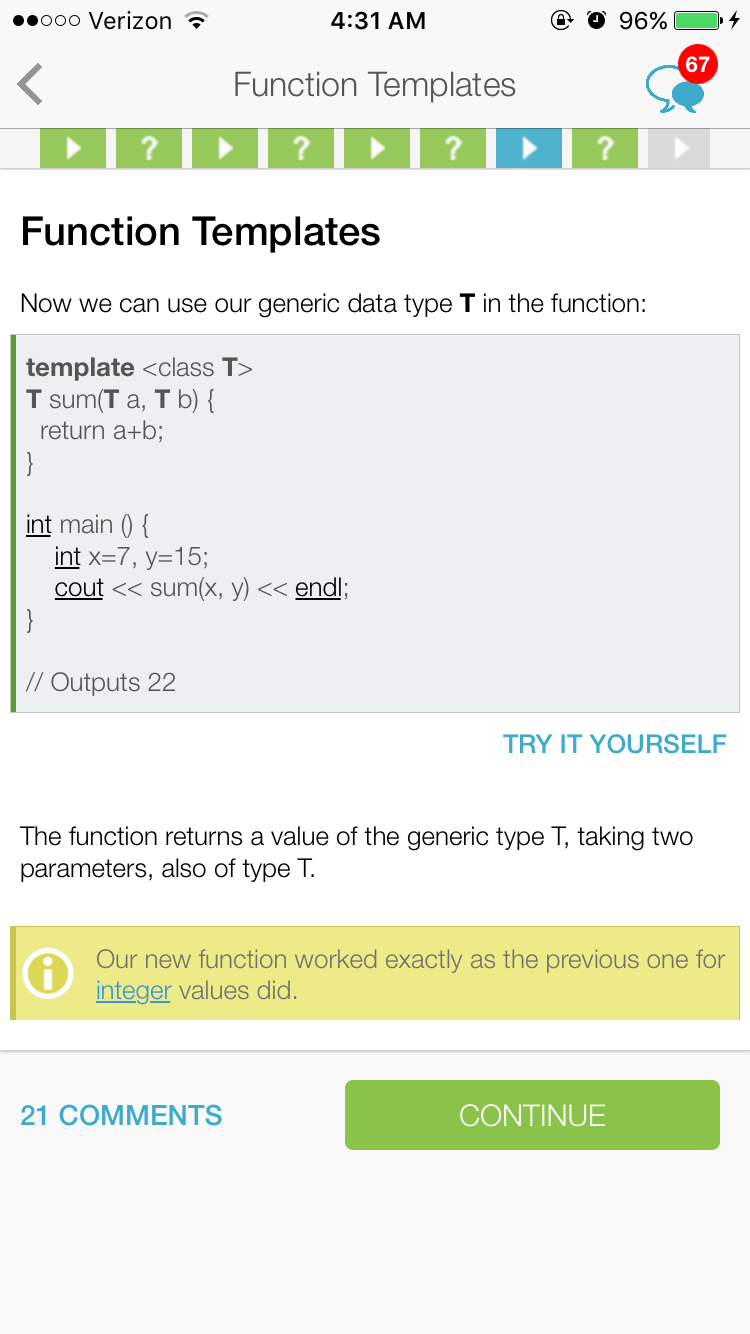 Verizon 4:31 AM 96%
Function Templates 67
? ? ? ?
Function Templates
Now we can use our generic data type T in the function:
template <class T>
T sum(T a, T b) {
return a+b;
}
int main () {
int x=7, y=15;
cout << sum(x, y) << endl;
}
// Outputs 22
TRY IT YOURSELF
The function returns a value of the generic type T, taking two
parameters, also of type T.
Our new function worked exactly as the previous one for
integer values did.
21 COMMENTS CONTINUE